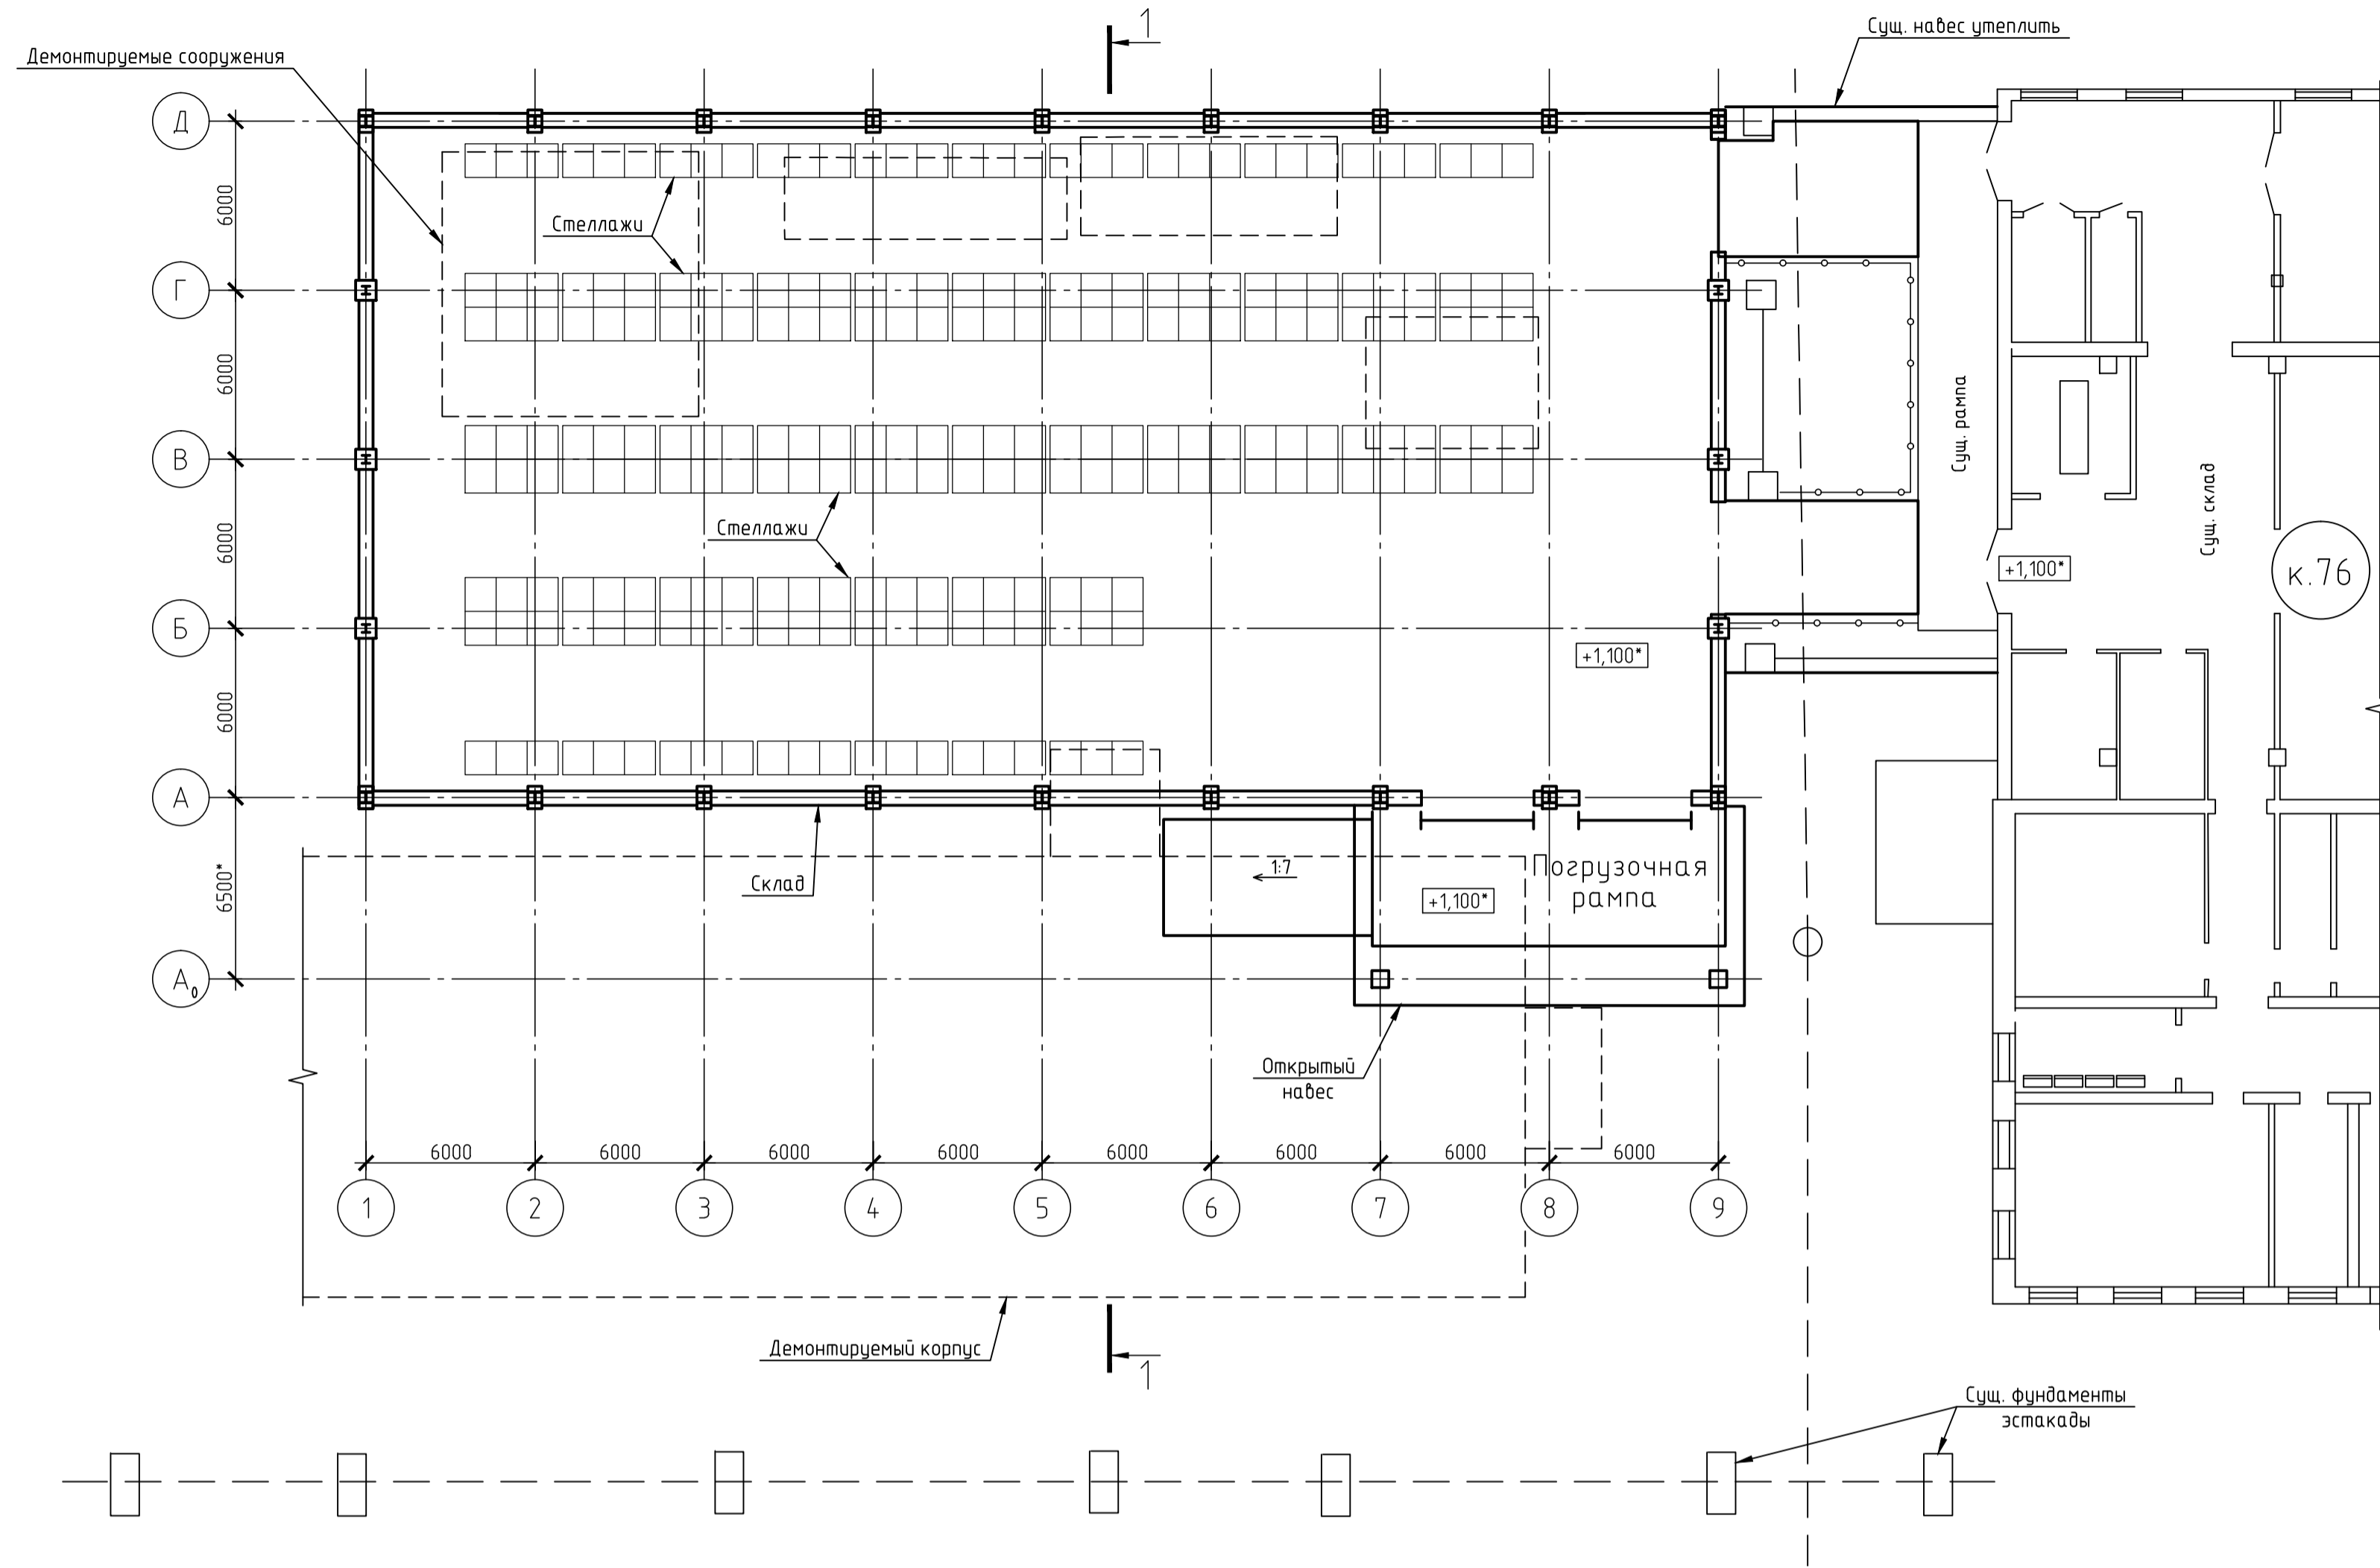 1
Сущ. навес утеплить
Демонтируемые сооружения
Д
6000
Стеллажи
Г
6000
Сущ. рампа
В
Сущ. склад
Стеллажи
6000
+1,100*
к.76
Б
+1,100*
6000
А
Погрузочная
рампа
1:7
Склад
+1,100*
6500*
А₀
Открытый
навес
6000 6000 6000 6000 6000 6000 6000 6000
1 2 3 4 5 6 7 8 9
Демонтируемый корпус
1
Сущ. фундаменты
эстакады